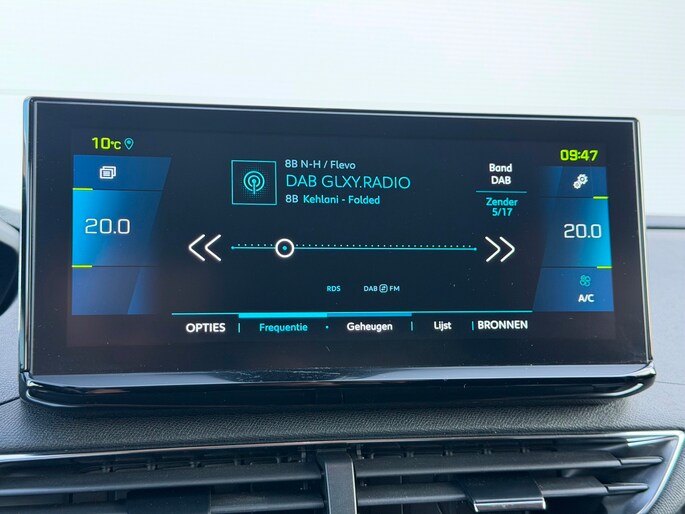 10°C
09:47
8B N-H / Flevo
DAB GLXY.RADIO
8B Kehlani - Folded
Band
DAB
Zender
5/17
20.0
20.0
RDS
DAB FM
A/C
OPTIES
Frequentie
Geheugen
Lijst
BRONNEN